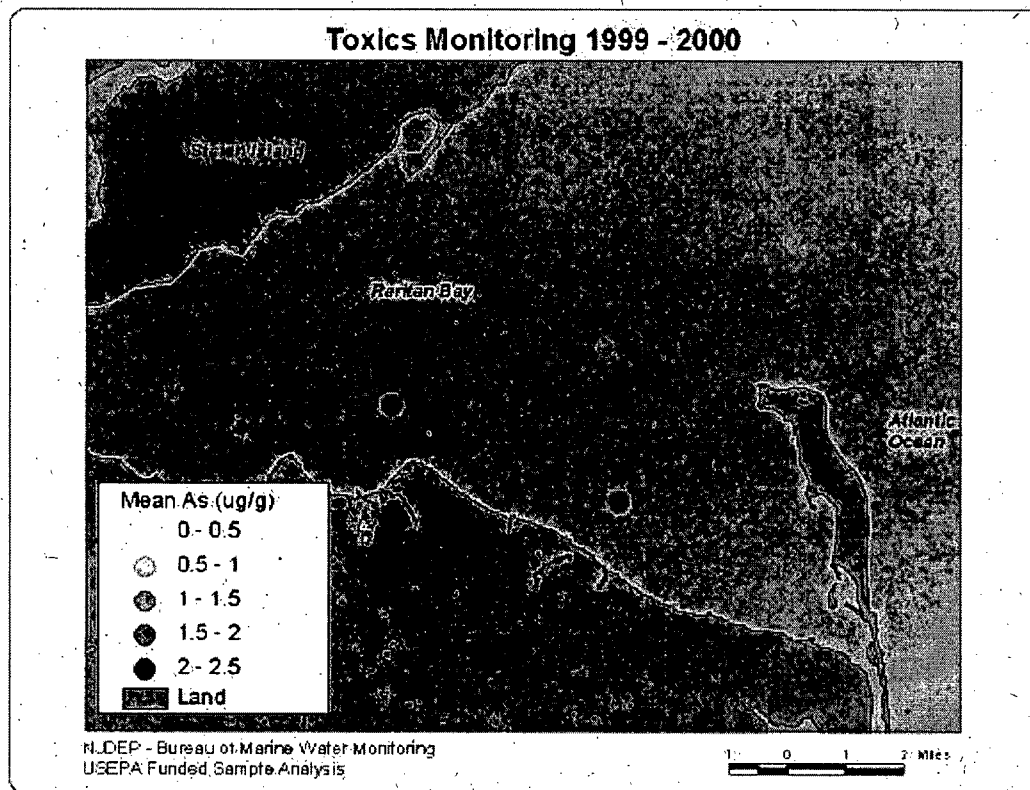 Toxics Monitoring 1999 - 2000
Raritan Bay
Atlantic
Ocean
Mean As (ug/g)
0 - 0.5
0.5 - 1
1 - 1.5
1.5 - 2
2 - 2.5
Land
NJDEP - Bureau of Marine Water Monitoring
USEPA Funded Sample Analysis
1 0 1 2 Miles